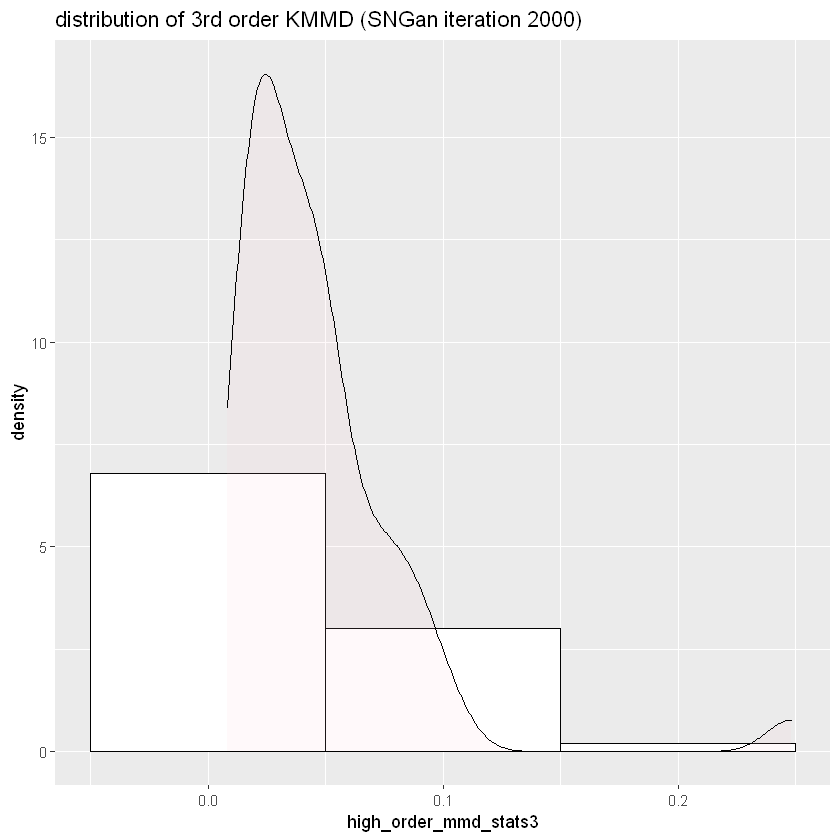 distribution of 3rd order KMMD (SNGan iteration 2000)
15
10
5
0
density
0.0 0.1 0.2
high_order_mmd_stats3